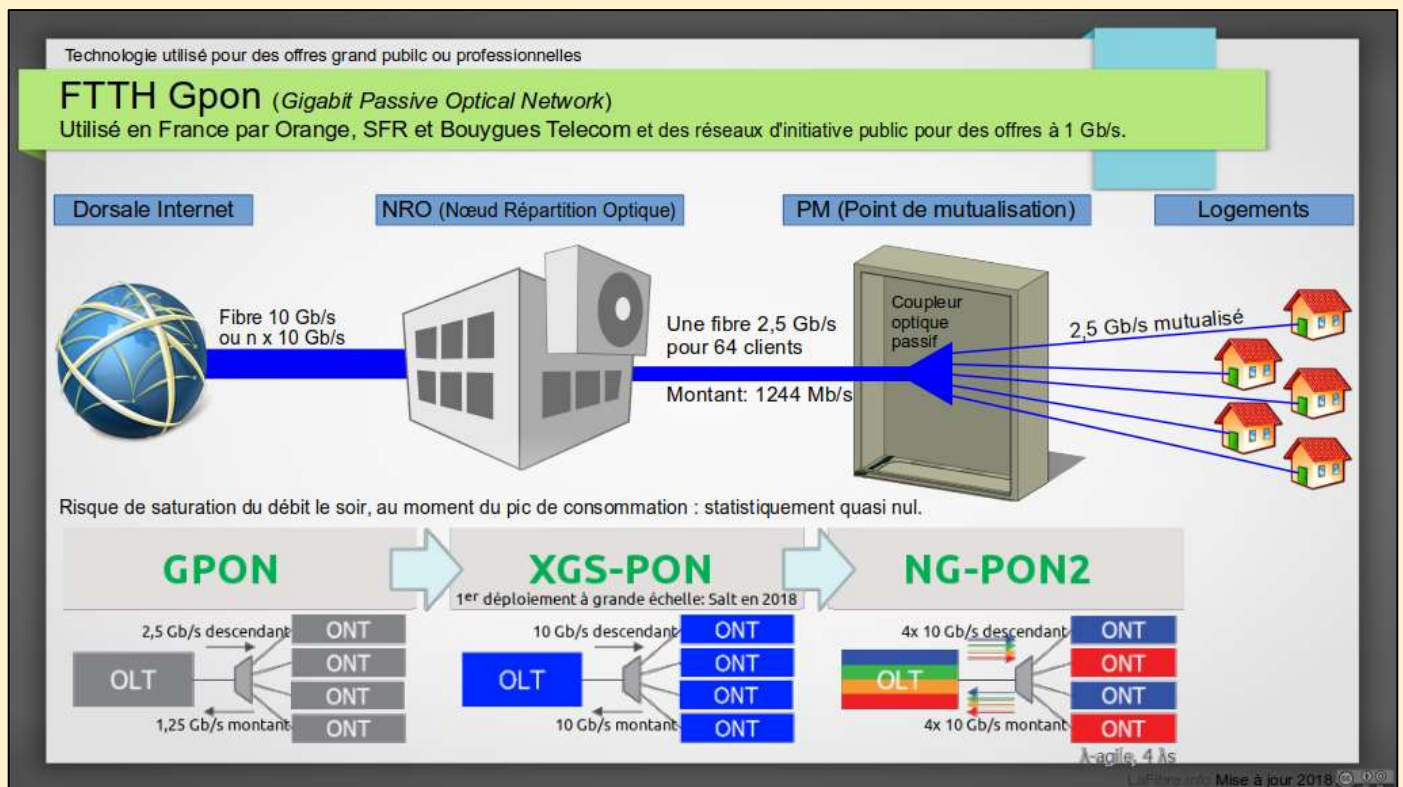 Technologie utilisé pour des offres grand public ou professionnelles
FTTH Gpon (Gigabit Passive Optical Network)
Utilisé en France par Orange, SFR et Bouygues Telecom et des réseaux d'initiative public pour des offres à 1 Gb/s.
Dorsale Internet
NRO (Nœud Répartition Optique)
PM (Point de mutualisation)
Logements
Fibre 10 Gb/s
ou n x 10 Gb/s
Une fibre 2,5 Gb/s
pour 64 clients
Montant: 1244 Mb/s
Coupleur
optique
passif
2,5 Gb/s mutualisé
Risque de saturation du débit le soir, au moment du pic de consommation : statistiquement quasi nul.
GPON
XGS-PON
1er déploiement à grande échelle: Salt en 2018
NG-PON2
2,5 Gb/s descendant
OLT
1,25 Gb/s montant
ONT
ONT
ONT
ONT
10 Gb/s descendant
OLT
10 Gb/s montant
ONT
ONT
ONT
ONT
4x 10 Gb/s descendant
OLT
4x 10 Gb/s montant
ONT
ONT
ONT
ONT
λ-agile, 4 λs
LaFibre.info Mise à jour 2018